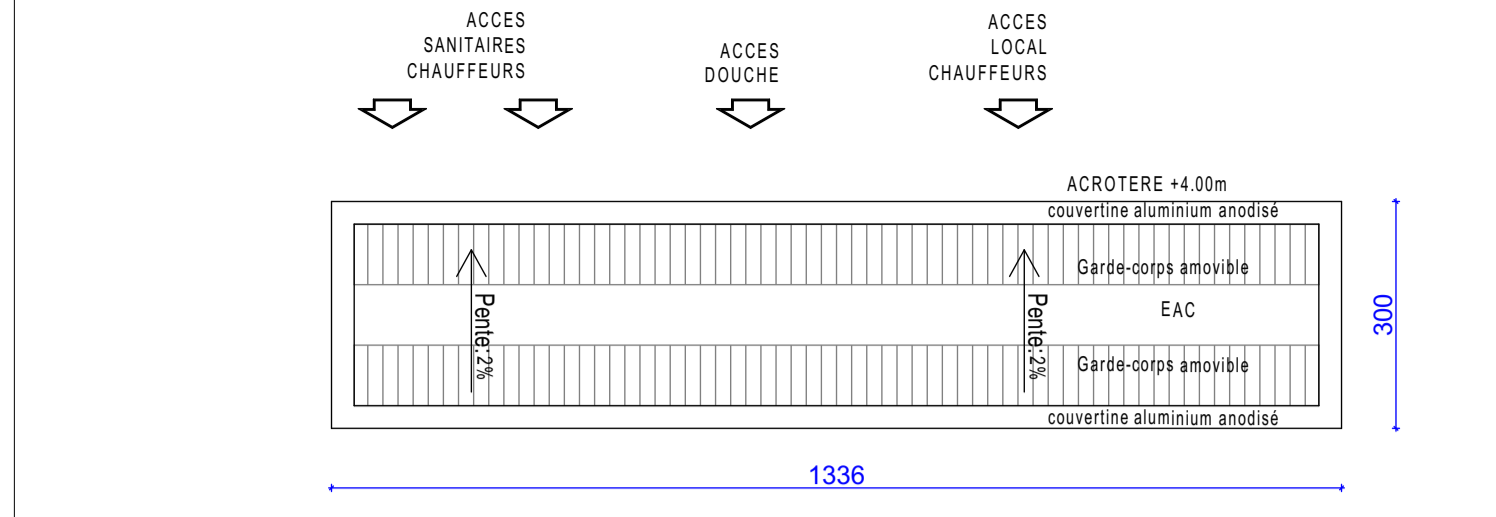 ACCES
SANITAIRES
CHAUFFEURS
ACCES
DOUCHE
ACCES
LOCAL
CHAUFFEURS
ACROTERE +4.00m
couvertine aluminium anodisé
Garde-corps amovible
Pente:2%
Pente:2%
EAC
300
Garde-corps amovible
couvertine aluminium anodisé
1336